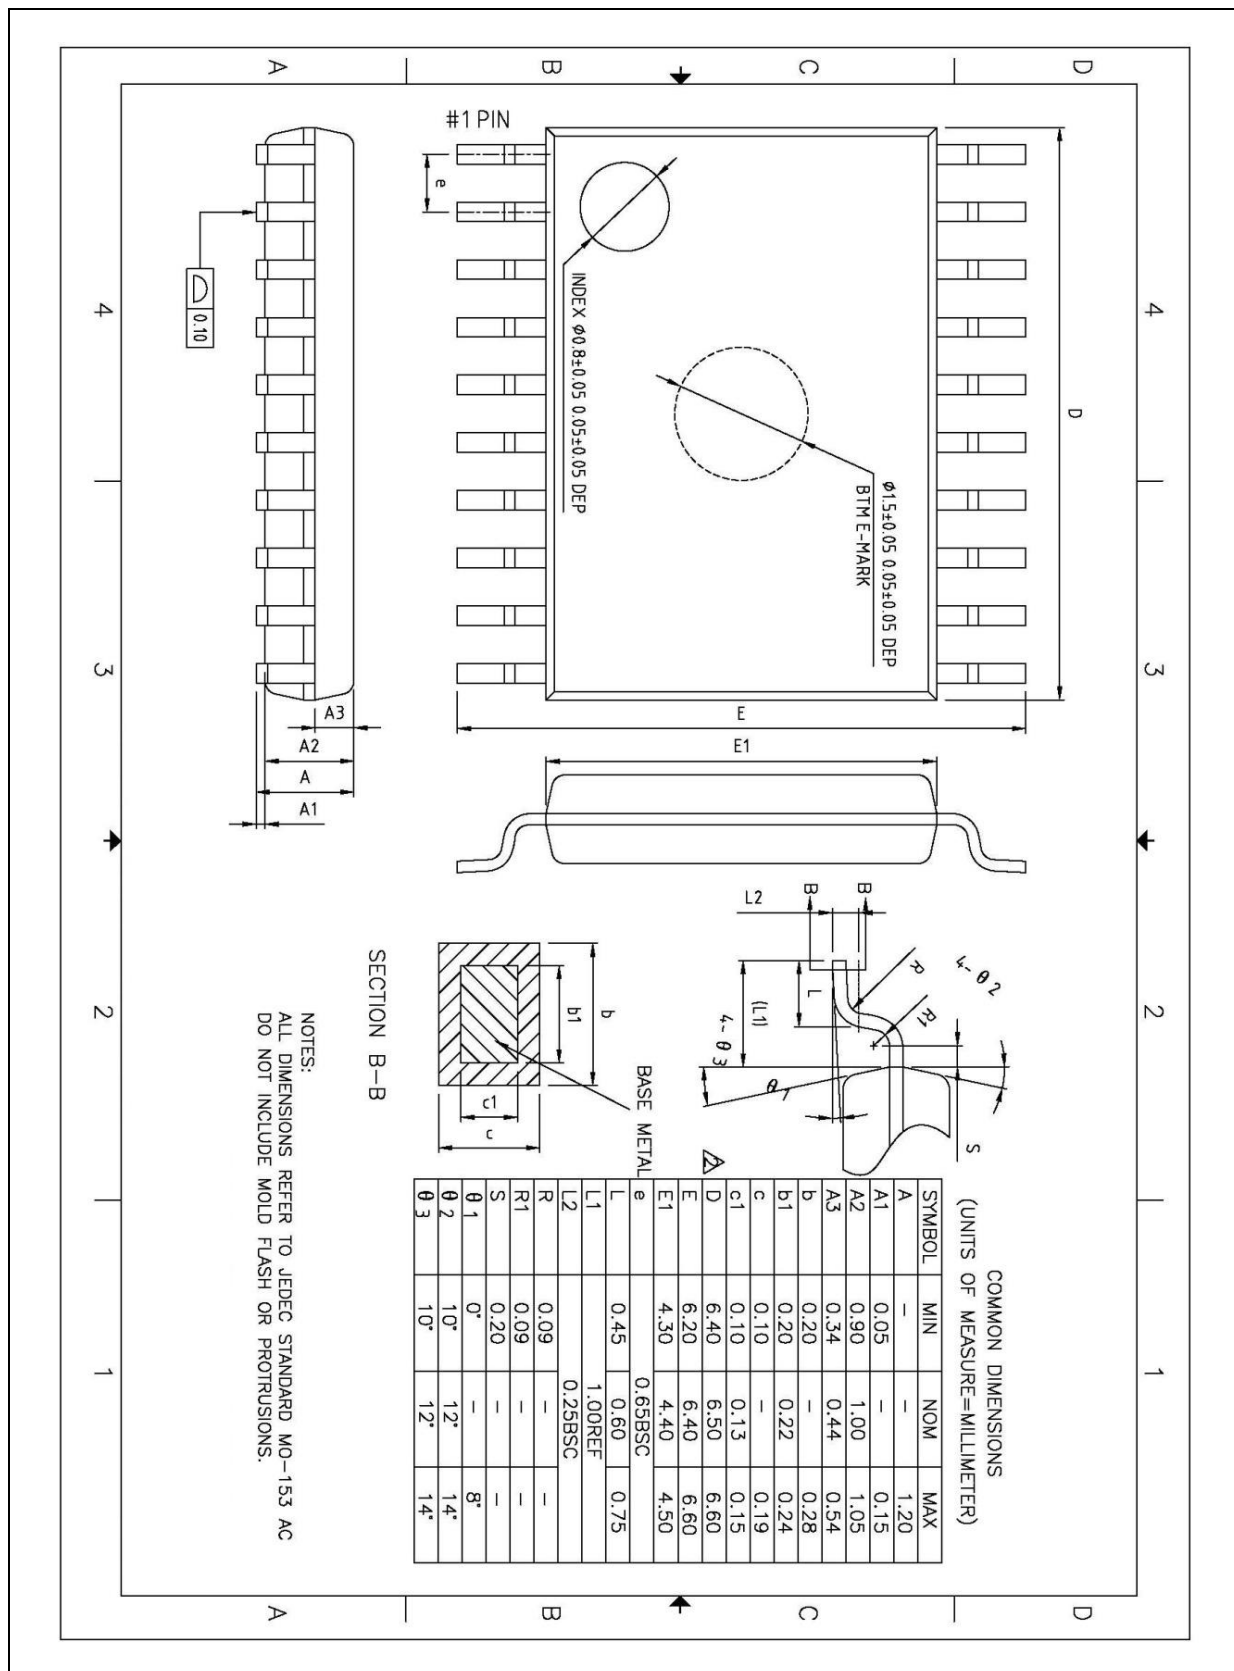 A
B
C
D
#1 PIN
e
0.10
4
4
INDEX Ø0.8±0.05 0.05±0.05 DEP
D
Ø1.5±0.05 0.05±0.05 DEP
BTM E-MARK
3
3
A3
A2
A
A1
E
E1
L2
B
B
L
(L1)
R
R1
4-θ2
4-θ3
θ1
S
b1
b
c1
c
BASE METAL
SECTION B-B
2
2
NOTES:
ALL DIMENSIONS REFER TO JEDEC STANDARD MO-153 AC
DO NOT INCLUDE MOLD FLASH OR PROTRUSIONS.
COMMON DIMENSIONS
(UNITS OF MEASURE=MILLIMETER)
SYMBOL MIN NOM MAX
A - - 1.20
A1 0.05 - 0.15
A2 0.90 1.00 1.05
A3 0.34 0.44 0.54
b 0.20 - 0.28
b1 0.20 0.22 0.24
c 0.10 - 0.19
c1 0.10 0.13 0.15
2 D 6.40 6.50 6.60
E 6.20 6.40 6.60
E1 4.30 4.40 4.50
e 0.65BSC
L 0.45 0.60 0.75
L1 1.00REF
L2 0.25BSC
R 0.09 - -
R1 0.09 - -
S 0.20 - -
θ1 0° - 8°
θ2 10° 12° 14°
θ3 10° 12° 14°
1
1
A
B
C
D